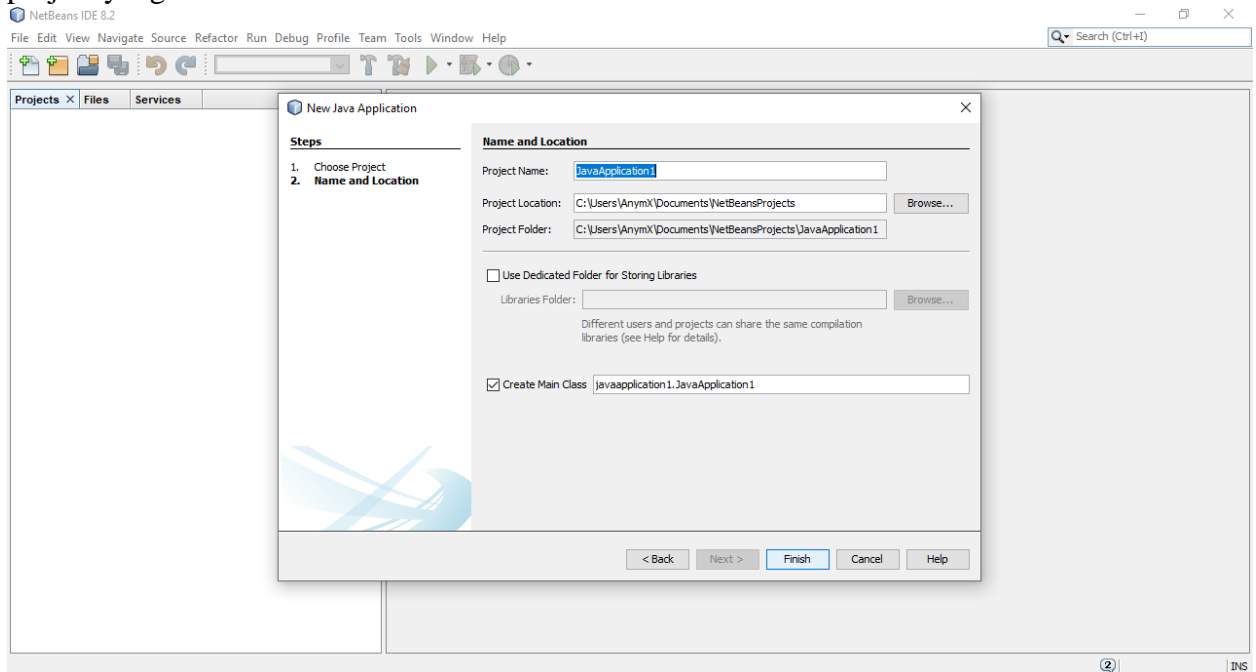 NetBeans IDE 8.2
File Edit View Navigate Source Refactor Run Debug Profile Team Tools Window Help
Search (Ctrl+I)
Projects Files Services
New Java Application
Steps
1. Choose Project
2. Name and Location
Name and Location
Project Name: JavaApplication1
Project Location: C:\Users\AnymX\Documents\NetBeansProjects Browse...
Project Folder: C:\Users\AnymX\Documents\NetBeansProjects\JavaApplication1
Use Dedicated Folder for Storing Libraries
Libraries Folder: Browse...
Different users and projects can share the same compilation
libraries (see Help for details).
Create Main Class javaapplication1.JavaApplication1
< Back Next > Finish Cancel Help
2 INS